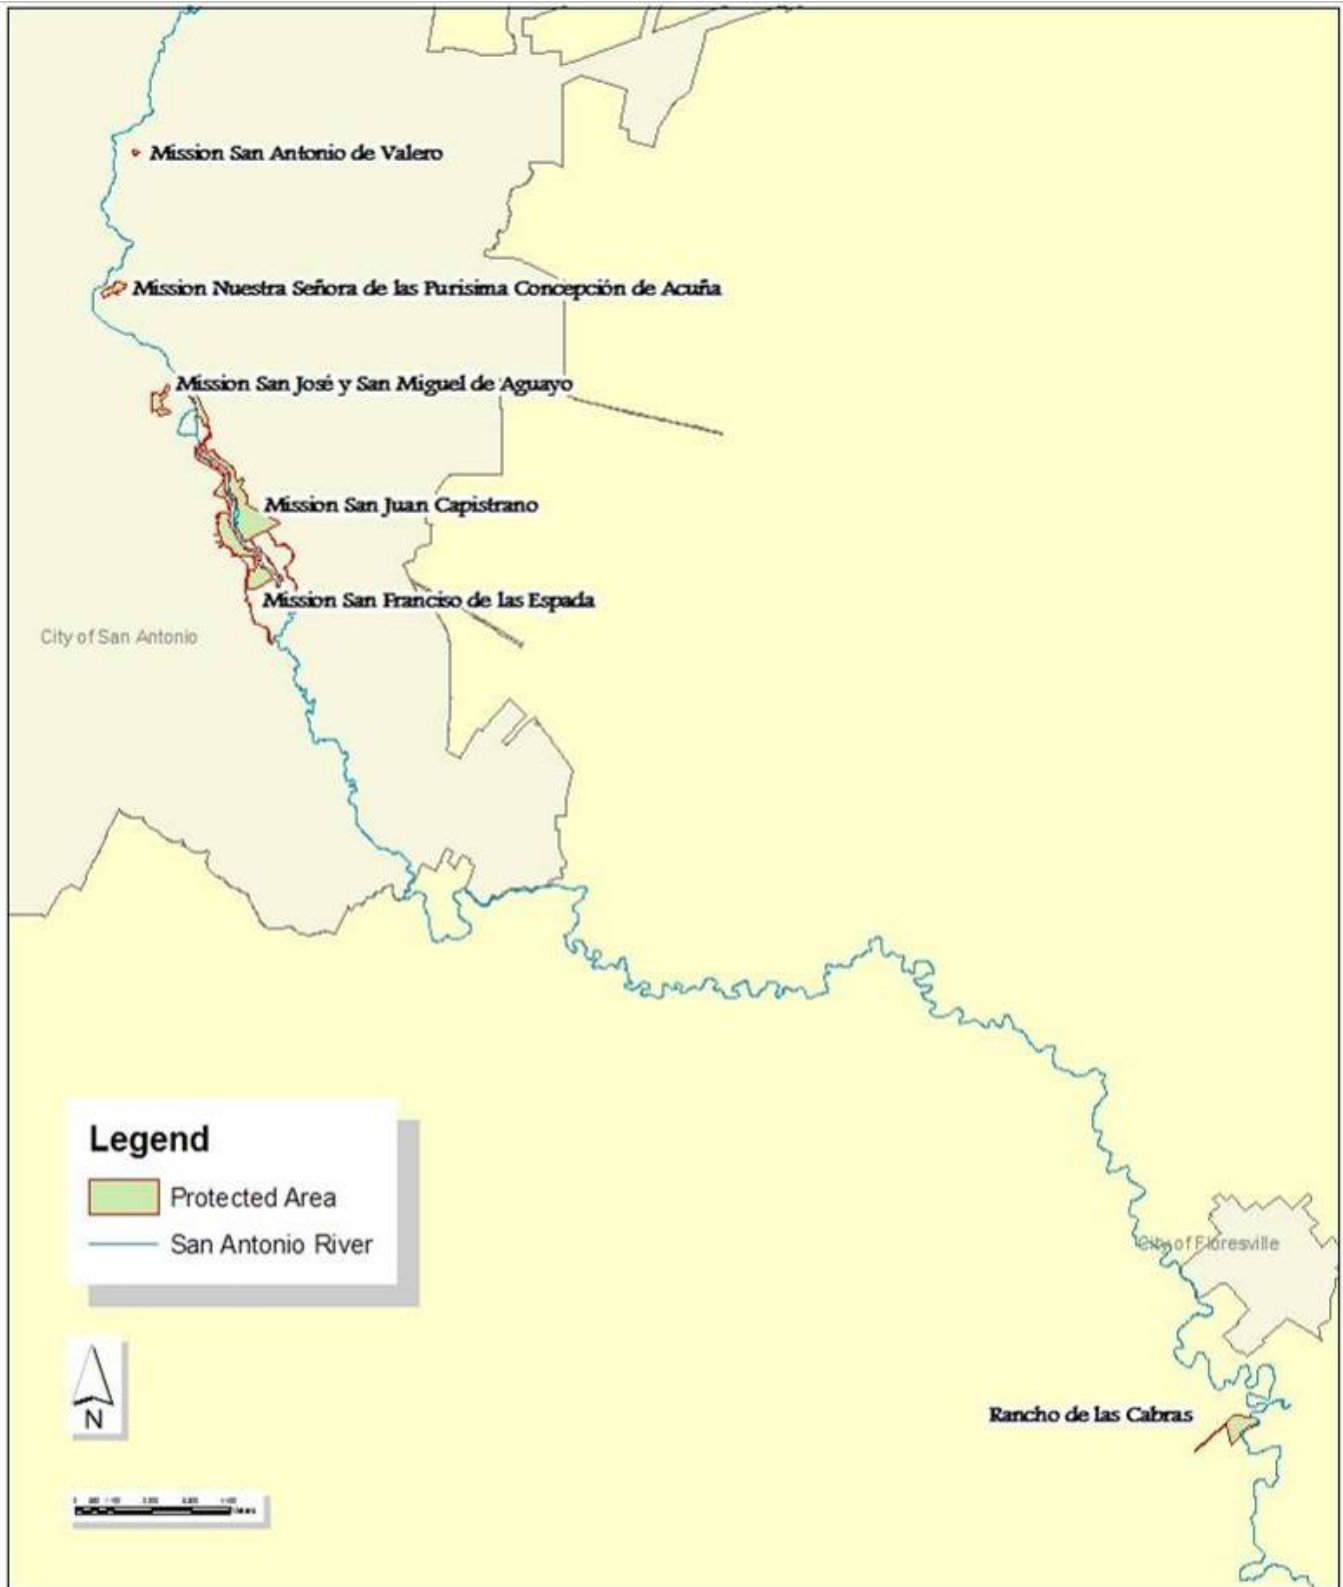 Mission San Antonio de Valero
Mission Nuestra Señora de las Purisima Concepción de Acuña
Mission San José y San Miguel de Aguayo
Mission San Juan Capistrano
Mission San Franciso de las Espada
City of San Antonio
Legend
Protected Area
San Antonio River
City of Floresville
Rancho de las Cabras
N